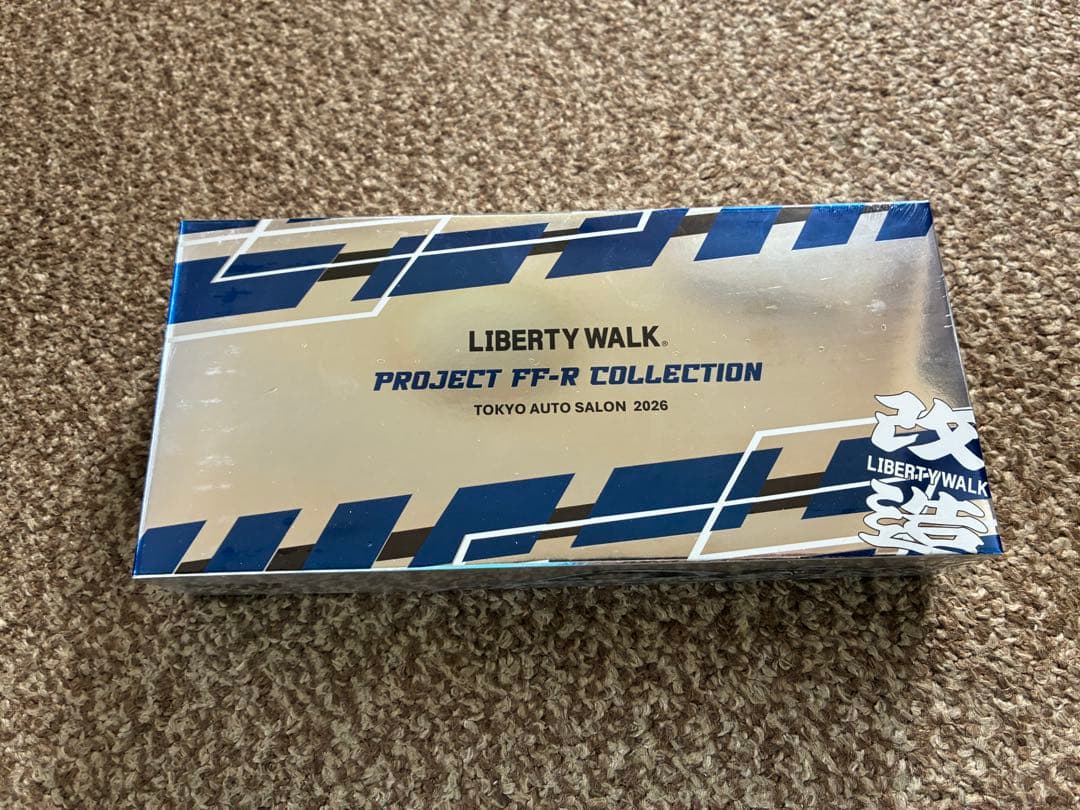 LIBERTY WALK®
PROJECT FF-R COLLECTION
TOKYO AUTO SALON 2026
改
LIBERTY WALK
造